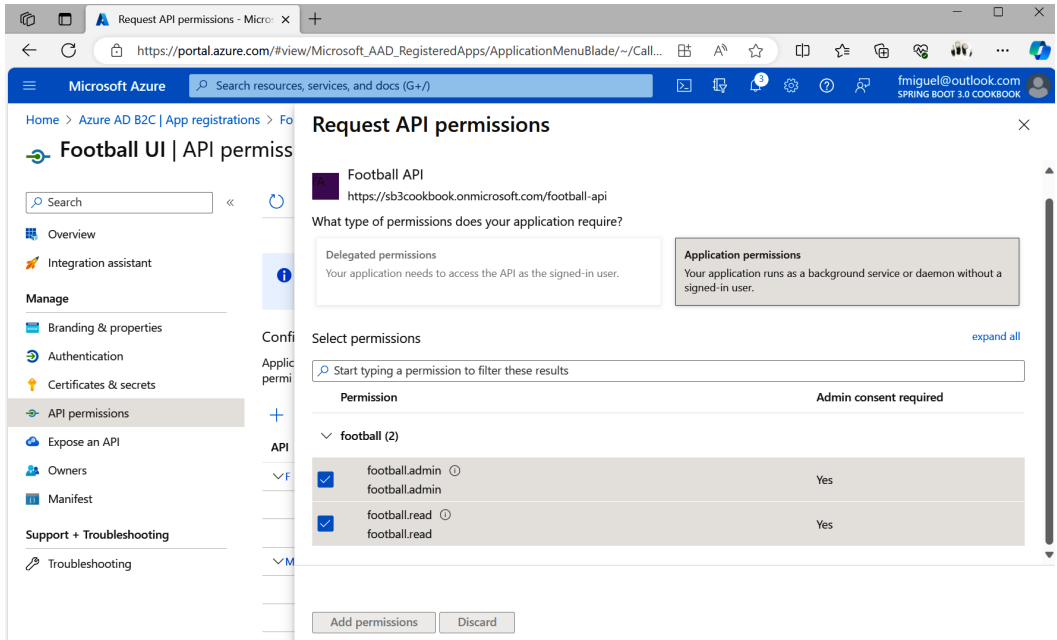 Request API permissions - Micro
https://portal.azure.com/#view/Microsoft_AAD_RegisteredApps/ApplicationMenuBlade/~/Call...
Microsoft Azure
Search resources, services, and docs (G+/)
3
fmiguel@outlook.com
SPRING BOOT 3.0 COOKBOOK
Home > Azure AD B2C | App registrations > Fo
Football UI | API permiss
Search
«
Overview
Integration assistant
Manage
Branding & properties
Authentication
Certificates & secrets
API permissions
Expose an API
Owners
Manifest
Support + Troubleshooting
Troubleshooting
Confi
Applic
permi
API
F
M
Request API permissions
Football API
https://sb3cookbook.onmicrosoft.com/football-api
What type of permissions does your application require?
Delegated permissions
Your application needs to access the API as the signed-in user.
Application permissions
Your application runs as a background service or daemon without a
signed-in user.
Select permissions
expand all
Start typing a permission to filter these results
Permission
Admin consent required
football (2)
football.admin
football.admin
Yes
football.read
football.read
Yes
Add permissions
Discard